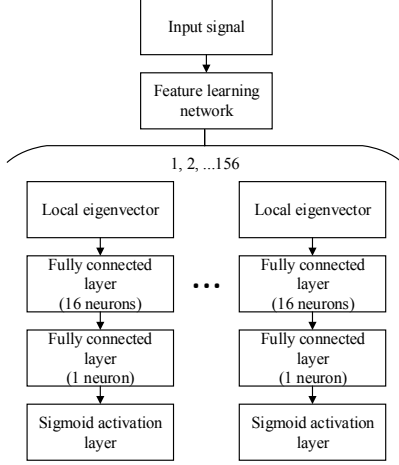 Input signal
Feature learning
network
1, 2, ...156
Local eigenvector
Fully connected
layer
(16 neurons)
Fully connected
layer
(1 neuron)
Sigmoid activation
layer
...
Local eigenvector
Fully connected
layer
(16 neurons)
Fully connected
layer
(1 neuron)
Sigmoid activation
layer